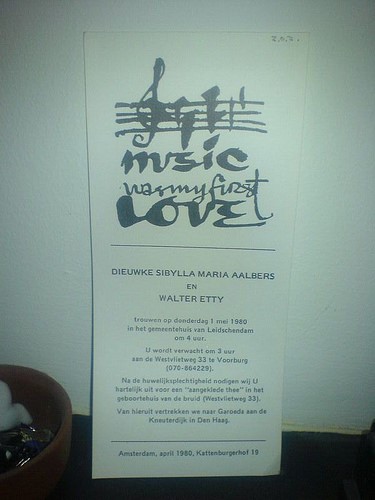 Z.O.Z.
music
was my first
LOVE
DIEUWKE SIBYLLA MARIA AALBERS
EN
WALTER ETTY
trouwen op donderdag 1 mei 1980
in het gemeentehuis van Leidschendam
om 4 uur.
U wordt verwacht om 3 uur
aan de Westvlietweg 33 te Voorburg
(070-864229).
Na de huwelijksplechtigheid nodigen wij U
hartelijk uit voor een "aangeklede thee" in het
geboortehuis van de bruid (Westvlietweg 33).
Van hieruit vertrekken we naar Garoeda aan de
Kneuterdijk in Den Haag.
Amsterdam, april 1980, Kattenburgerhof 19